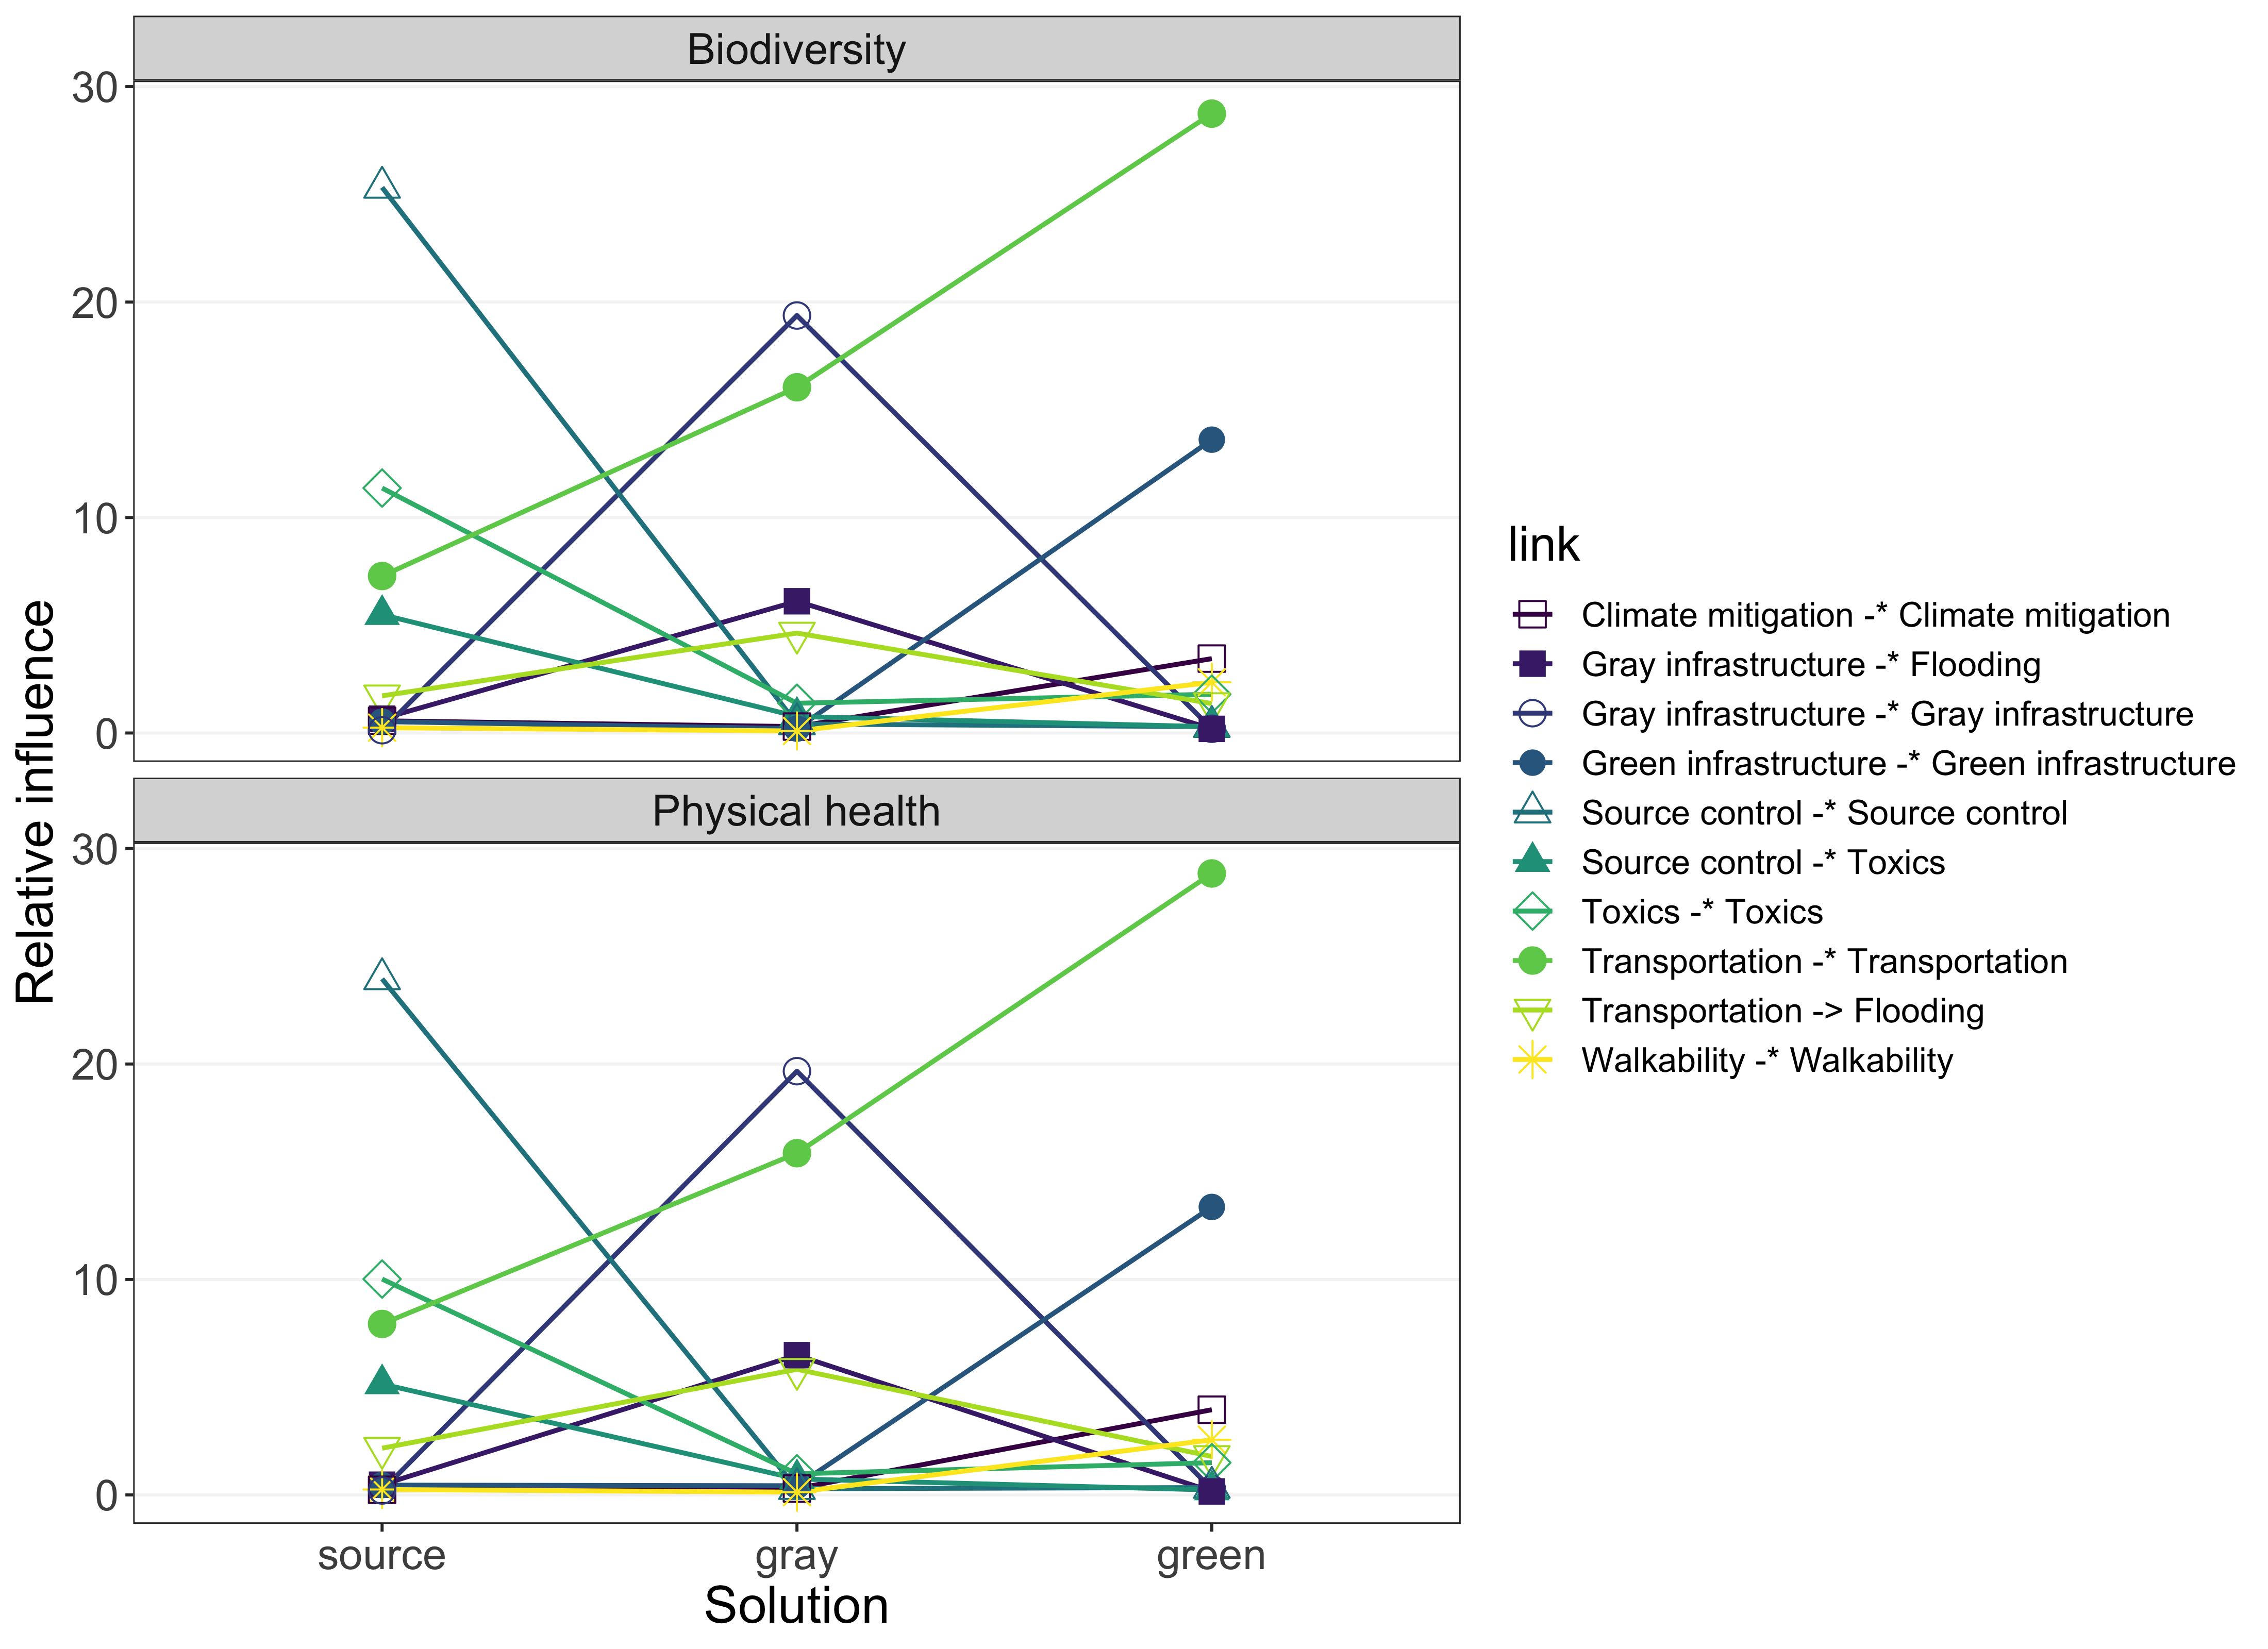 Biodiversity
30
20
10
0
Physical health
30
20
10
0
source gray green
Solution
Relative influence
link
Climate mitigation -* Climate mitigation
Gray infrastructure -* Flooding
Gray infrastructure -* Gray infrastructure
Green infrastructure -* Green infrastructure
Source control -* Source control
Source control -* Toxics
Toxics -* Toxics
Transportation -* Transportation
Transportation -> Flooding
Walkability -* Walkability